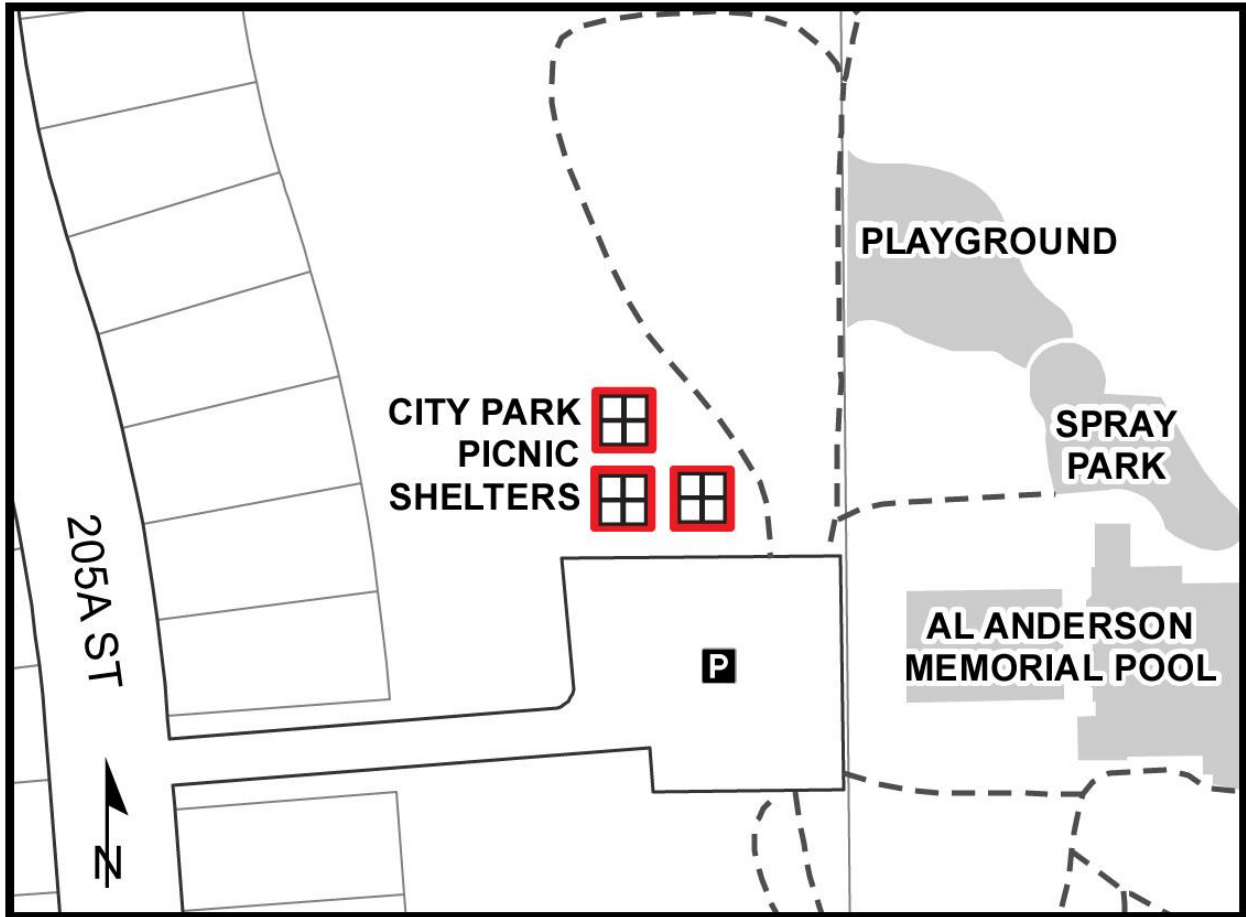 PLAYGROUND
CITY PARK
PICNIC
SHELTERS
SPRAY
PARK
205A ST
AL ANDERSON
MEMORIAL POOL
P
N